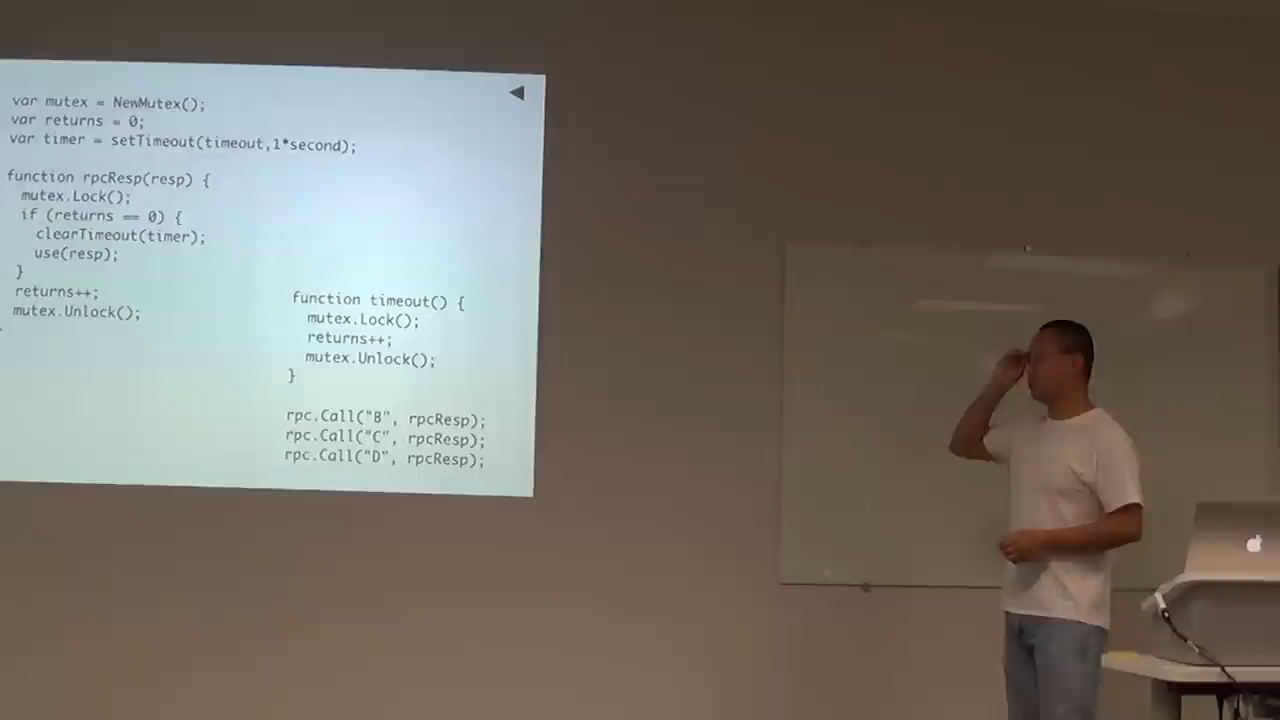 var mutex = NewMutex();
var returns = 0;
var timer = setTimeout(timeout,1*second);
function rpcResp(resp) {
mutex.Lock();
if (returns == 0) {
clearTimeout(timer);
use(resp);
}
returns++;
mutex.Unlock();
function timeout() {
mutex.Lock();
returns++;
mutex.Unlock();
}
rpc.Call("B", rpcResp);
rpc.Call("C", rpcResp);
rpc.Call("D", rpcResp);